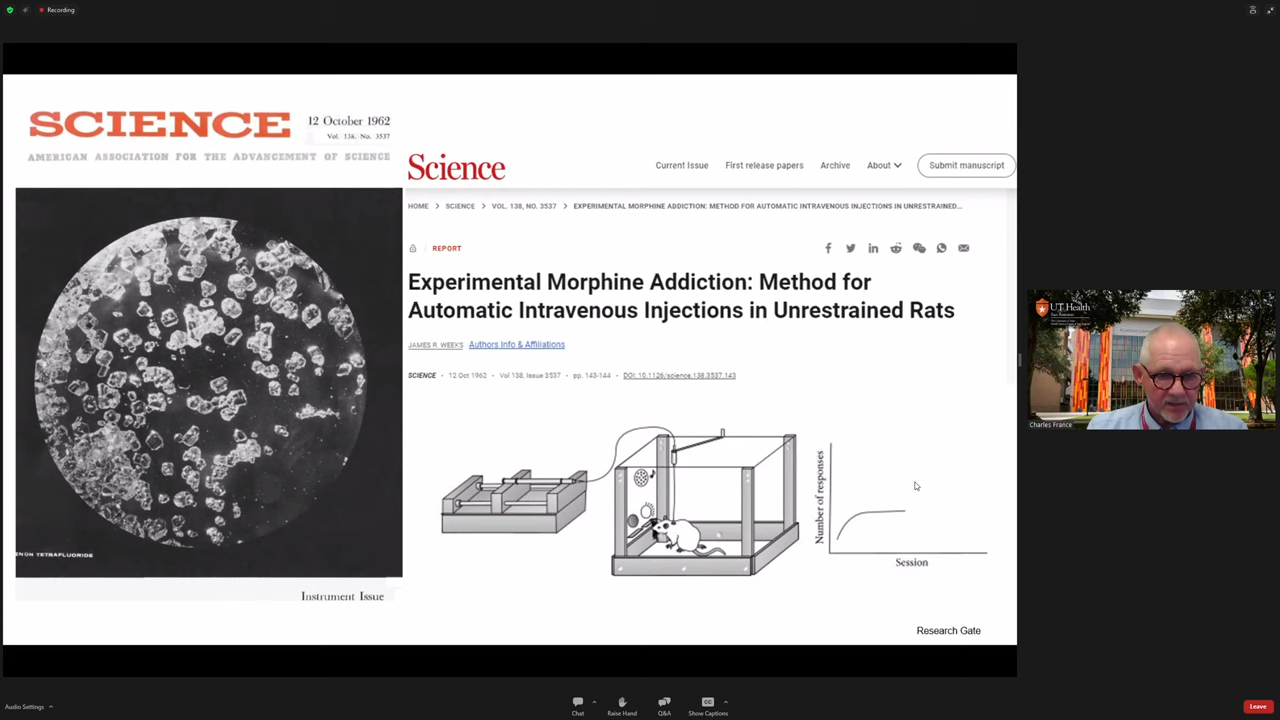 Recording
SCIENCE
12 October 1962
Vol. 138, No. 3537
AMERICAN ASSOCIATION FOR THE ADVANCEMENT OF SCIENCE
Science
Current Issue
First release papers
Archive
About
Submit manuscript
HOME > SCIENCE > VOL. 138, NO. 3537 > EXPERIMENTAL MORPHINE ADDICTION: METHOD FOR AUTOMATIC INTRAVENOUS INJECTIONS IN UNRESTRAINED...
REPORT
Experimental Morphine Addiction: Method for
Automatic Intravenous Injections in Unrestrained Rats
JAMES R. WEEKS Authors Info & Affiliations
SCIENCE • 12 Oct 1962 • Vol 138, Issue 3537 • pp. 143-144 • DOI: 10.1126/science.138.3537.143
ENON TETRAFLUORIDE
Instrument Issue
Number of responses
Session
Research Gate
UT Health
San Antonio
Charles France
Audio Settings
Chat
Raise Hand
Q&A
CC
Show Captions
Leave